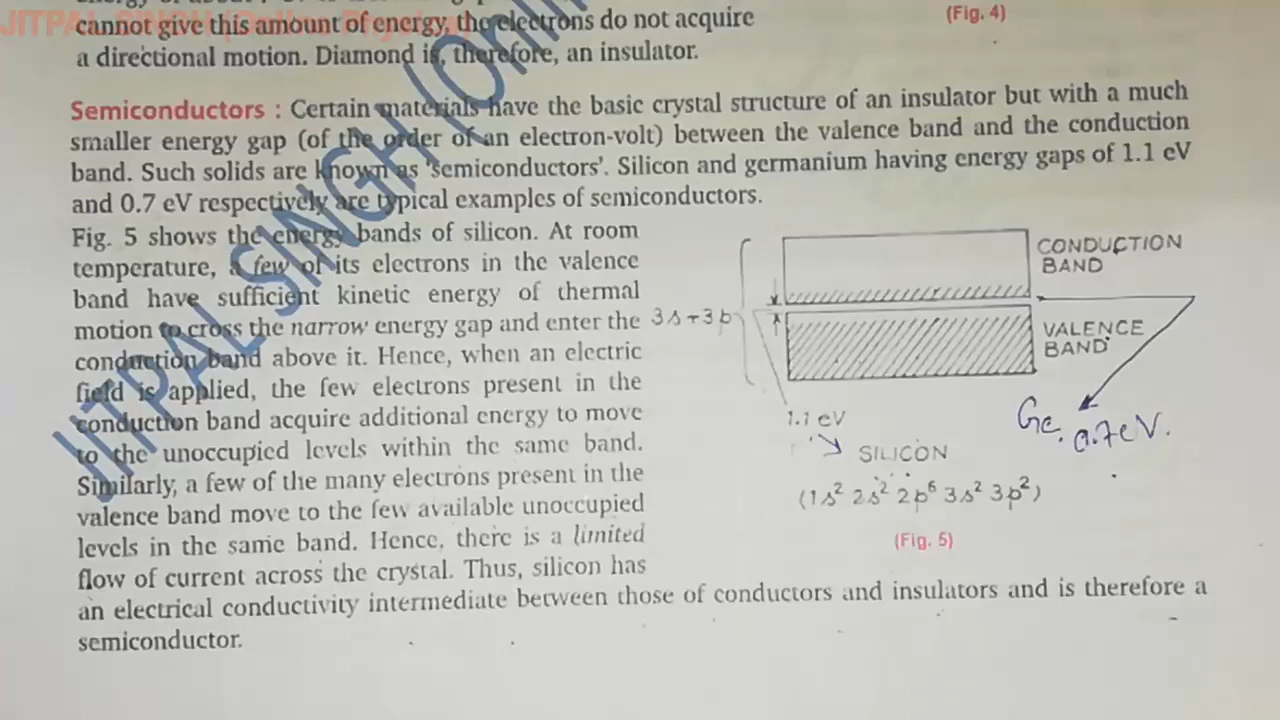 cannot give this amount of energy, the electrons do not acquire
(Fig. 4)
a directional motion. Diamond is, therefore, an insulator.
Semiconductors : Certain materials have the basic crystal structure of an insulator but with a much
smaller energy gap (of the order of an electron-volt) between the valence band and the conduction
band. Such solids are known as 'semiconductors'. Silicon and germanium having energy gaps of 1.1 eV
and 0.7 eV respectively are typical examples of semiconductors.
Fig. 5 shows the energy bands of silicon. At room
temperature, a few of its electrons in the valence
band have sufficient kinetic energy of thermal
motion to cross the narrow energy gap and enter the
conduction band above it. Hence, when an electric
field is applied, the few electrons present in the
conduction band acquire additional energy to move
to the unoccupied levels within the same band.
Similarly, a few of the many electrons present in the
valence band move to the few available unoccupied
levels in the same band. Hence, there is a limited
flow of current across the crystal. Thus, silicon has
an electrical conductivity intermediate between those of conductors and insulators and is therefore a
semiconductor.
CONDUCTION
BAND
3s+3p
VALENCE
BAND
1.1 eV
Ge. 0.7eV.
SILICON
(1s² 2s² 2p⁶ 3s² 3p²)
(Fig. 5)
JITPAL SINGH (Onlin